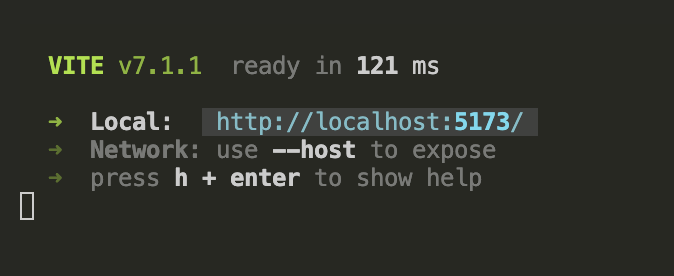 VITE v7.1.1 ready in 121 ms
➜ Local: http://localhost:5173/
➜ Network: use --host to expose
➜ press h + enter to show help